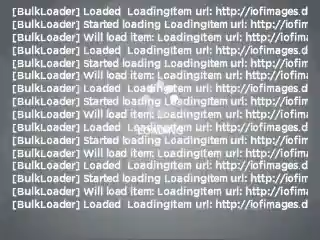 [BulkLoader] Loaded LoadingItem url: http://iofimages.d
[BulkLoader] Started loading LoadingItem url: http://iofin
[BulkLoader] Will load item: LoadingItem url: http://iofima
[BulkLoader] Loaded LoadingItem url: http://iofimages.d
[BulkLoader] Started loading LoadingItem url: http://iofin
[BulkLoader] Will load item: LoadingItem url: http://iofima
[BulkLoader] Loaded LoadingItem url: http://iofimages.d
[BulkLoader] Started loading LoadingItem url: http://iofin
[BulkLoader] Will load item: LoadingItem url: http://iofima
[BulkLoader] Loaded LoadingItem url: http://iofimages.d
[BulkLoader] Started loading LoadingItem url: http://iofin
[BulkLoader] Will load item: LoadingItem url: http://iofima
[BulkLoader] Loaded LoadingItem url: http://iofimages.d
[BulkLoader] Started loading LoadingItem url: http://iofin
[BulkLoader] Will load item: LoadingItem url: http://iofima
[BulkLoader] Loaded LoadingItem url: http://iofimages.d